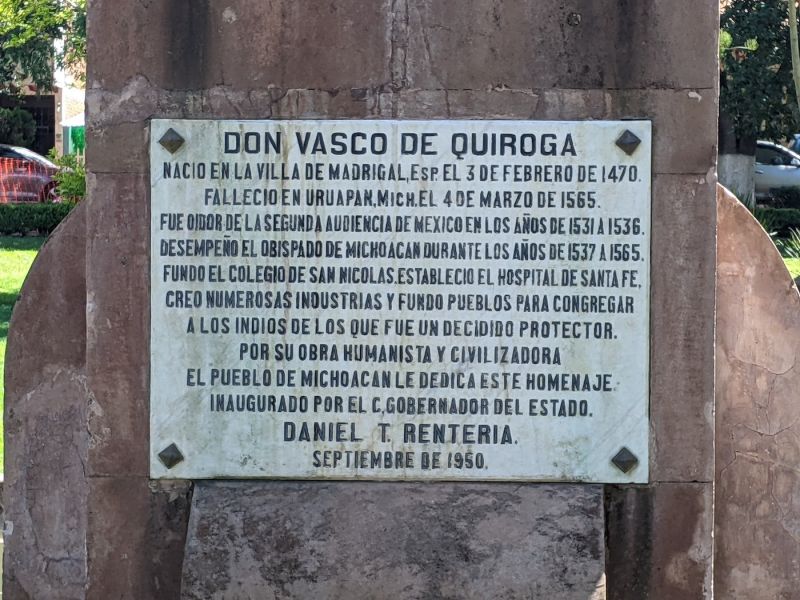 DON VASCO DE QUIROGA
NACIO EN LA VILLA DE MADRIGAL, ESP. EL 3 DE FEBRERO DE 1470.
FALLECIO EN URUAPAN, MICH. EL 4 DE MARZO DE 1565.
FUE OIDOR DE LA SEGUNDA AUDIENCIA DE MEXICO EN LOS AÑOS DE 1531 A 1536.
DESEMPEÑO EL OBISPADO DE MICHOACAN DURANTE LOS AÑOS DE 1537 A 1565.
FUNDO EL COLEGIO DE SAN NICOLAS, ESTABLECIO EL HOSPITAL DE SANTA FE,
CREO NUMEROSAS INDUSTRIAS Y FUNDO PUEBLOS PARA CONGREGAR
A LOS INDIOS DE LOS QUE FUE UN DECIDIDO PROTECTOR.
POR SU OBRA HUMANISTA Y CIVILIZADORA
EL PUEBLO DE MICHOACAN LE DEDICA ESTE HOMENAJE.
INAUGURADO POR EL C, GOBERNADOR DEL ESTADO.
DANIEL T. RENTERIA.
SEPTIEMBRE DE 1950.